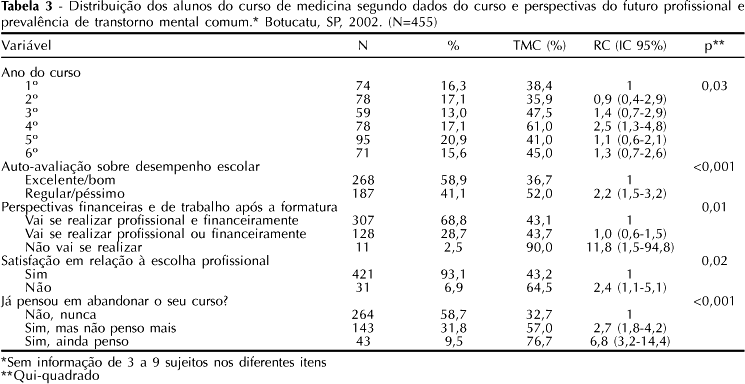 Tabela 3 - Distribuição dos alunos do curso de medicina segundo dados do curso e perspectivas do futuro profissional e
prevalência de transtorno mental comum.* Botucatu, SP, 2002. (N=455)
Variável N % TMC (%) RC (IC 95%) p**
Ano do curso
1º 74 16,3 38,4 1 0,03
2º 78 17,1 35,9 0,9 (0,4-2,9)
3º 59 13,0 47,5 1,4 (0,7-2,9)
4º 78 17,1 61,0 2,5 (1,3-4,8)
5º 95 20,9 41,0 1,1 (0,6-2,1)
6º 71 15,6 45,0 1,3 (0,7-2,6)
Auto-avaliação sobre desempenho escolar <0,001
Excelente/bom 268 58,9 36,7 1
Regular/péssimo 187 41,1 52,0 2,2 (1,5-3,2)
Perspectivas financeiras e de trabalho após a formatura 0,01
Vai se realizar profissional e financeiramente 307 68,8 43,1 1
Vai se realizar profissional ou financeiramente 128 28,7 43,7 1,0 (0,6-1,5)
Não vai se realizar 11 2,5 90,0 11,8 (1,5-94,8)
Satisfação em relação à escolha profissional 0,02
Sim 421 93,1 43,2 1
Não 31 6,9 64,5 2,4 (1,1-5,1)
Já pensou em abandonar o seu curso? <0,001
Não, nunca 264 58,7 32,7 1
Sim, mas não penso mais 143 31,8 57,0 2,7 (1,8-4,2)
Sim, ainda penso 43 9,5 76,7 6,8 (3,2-14,4)
*Sem informação de 3 a 9 sujeitos nos diferentes itens
**Qui-quadrado